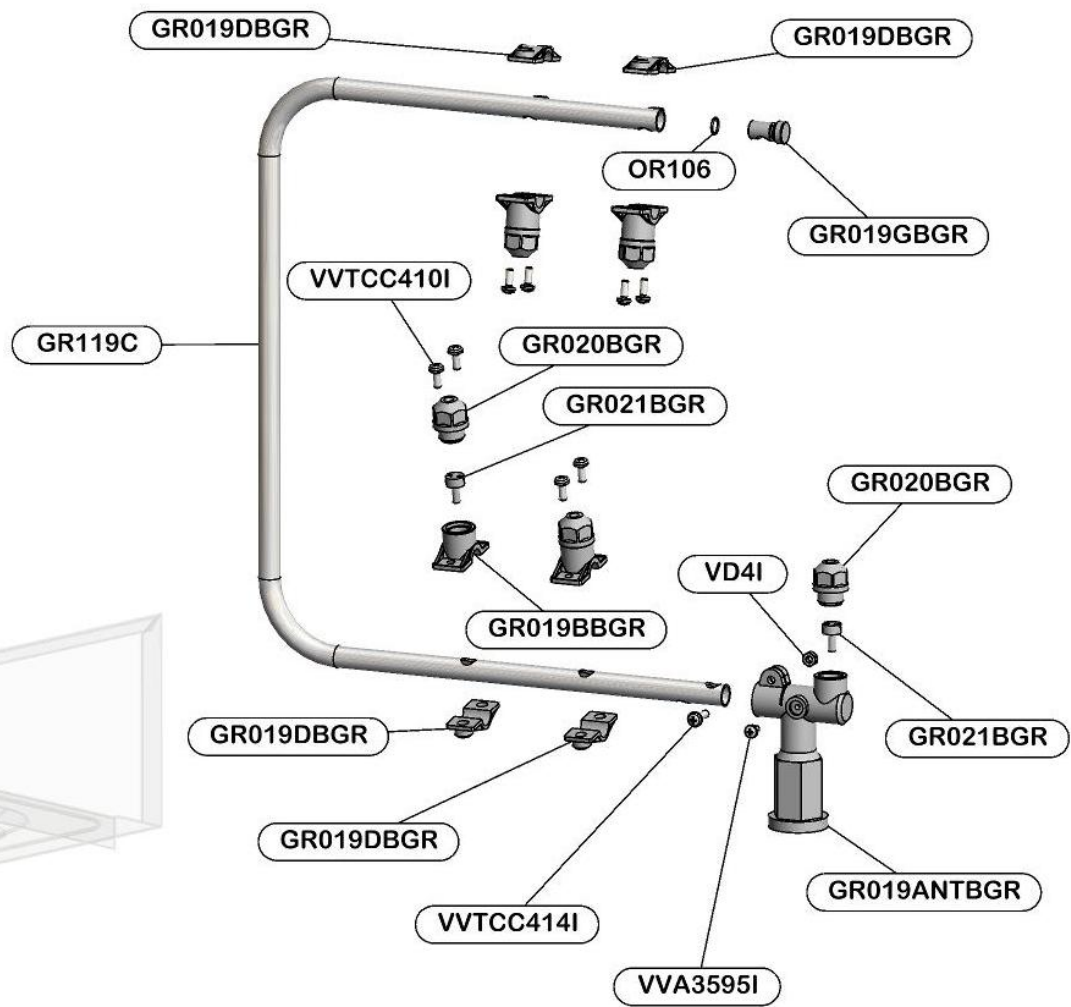 GR019DBGR
GR019DBGR
OR106
GR019GBGR
VVTCC410I
GR119C
GR020BGR
GR021BGR
GR020BGR
VD4I
GR019BBGR
GR019DBGR
GR021BGR
GR019DBGR
GR019ANTBGR
VVTCC414I
VVA3595I